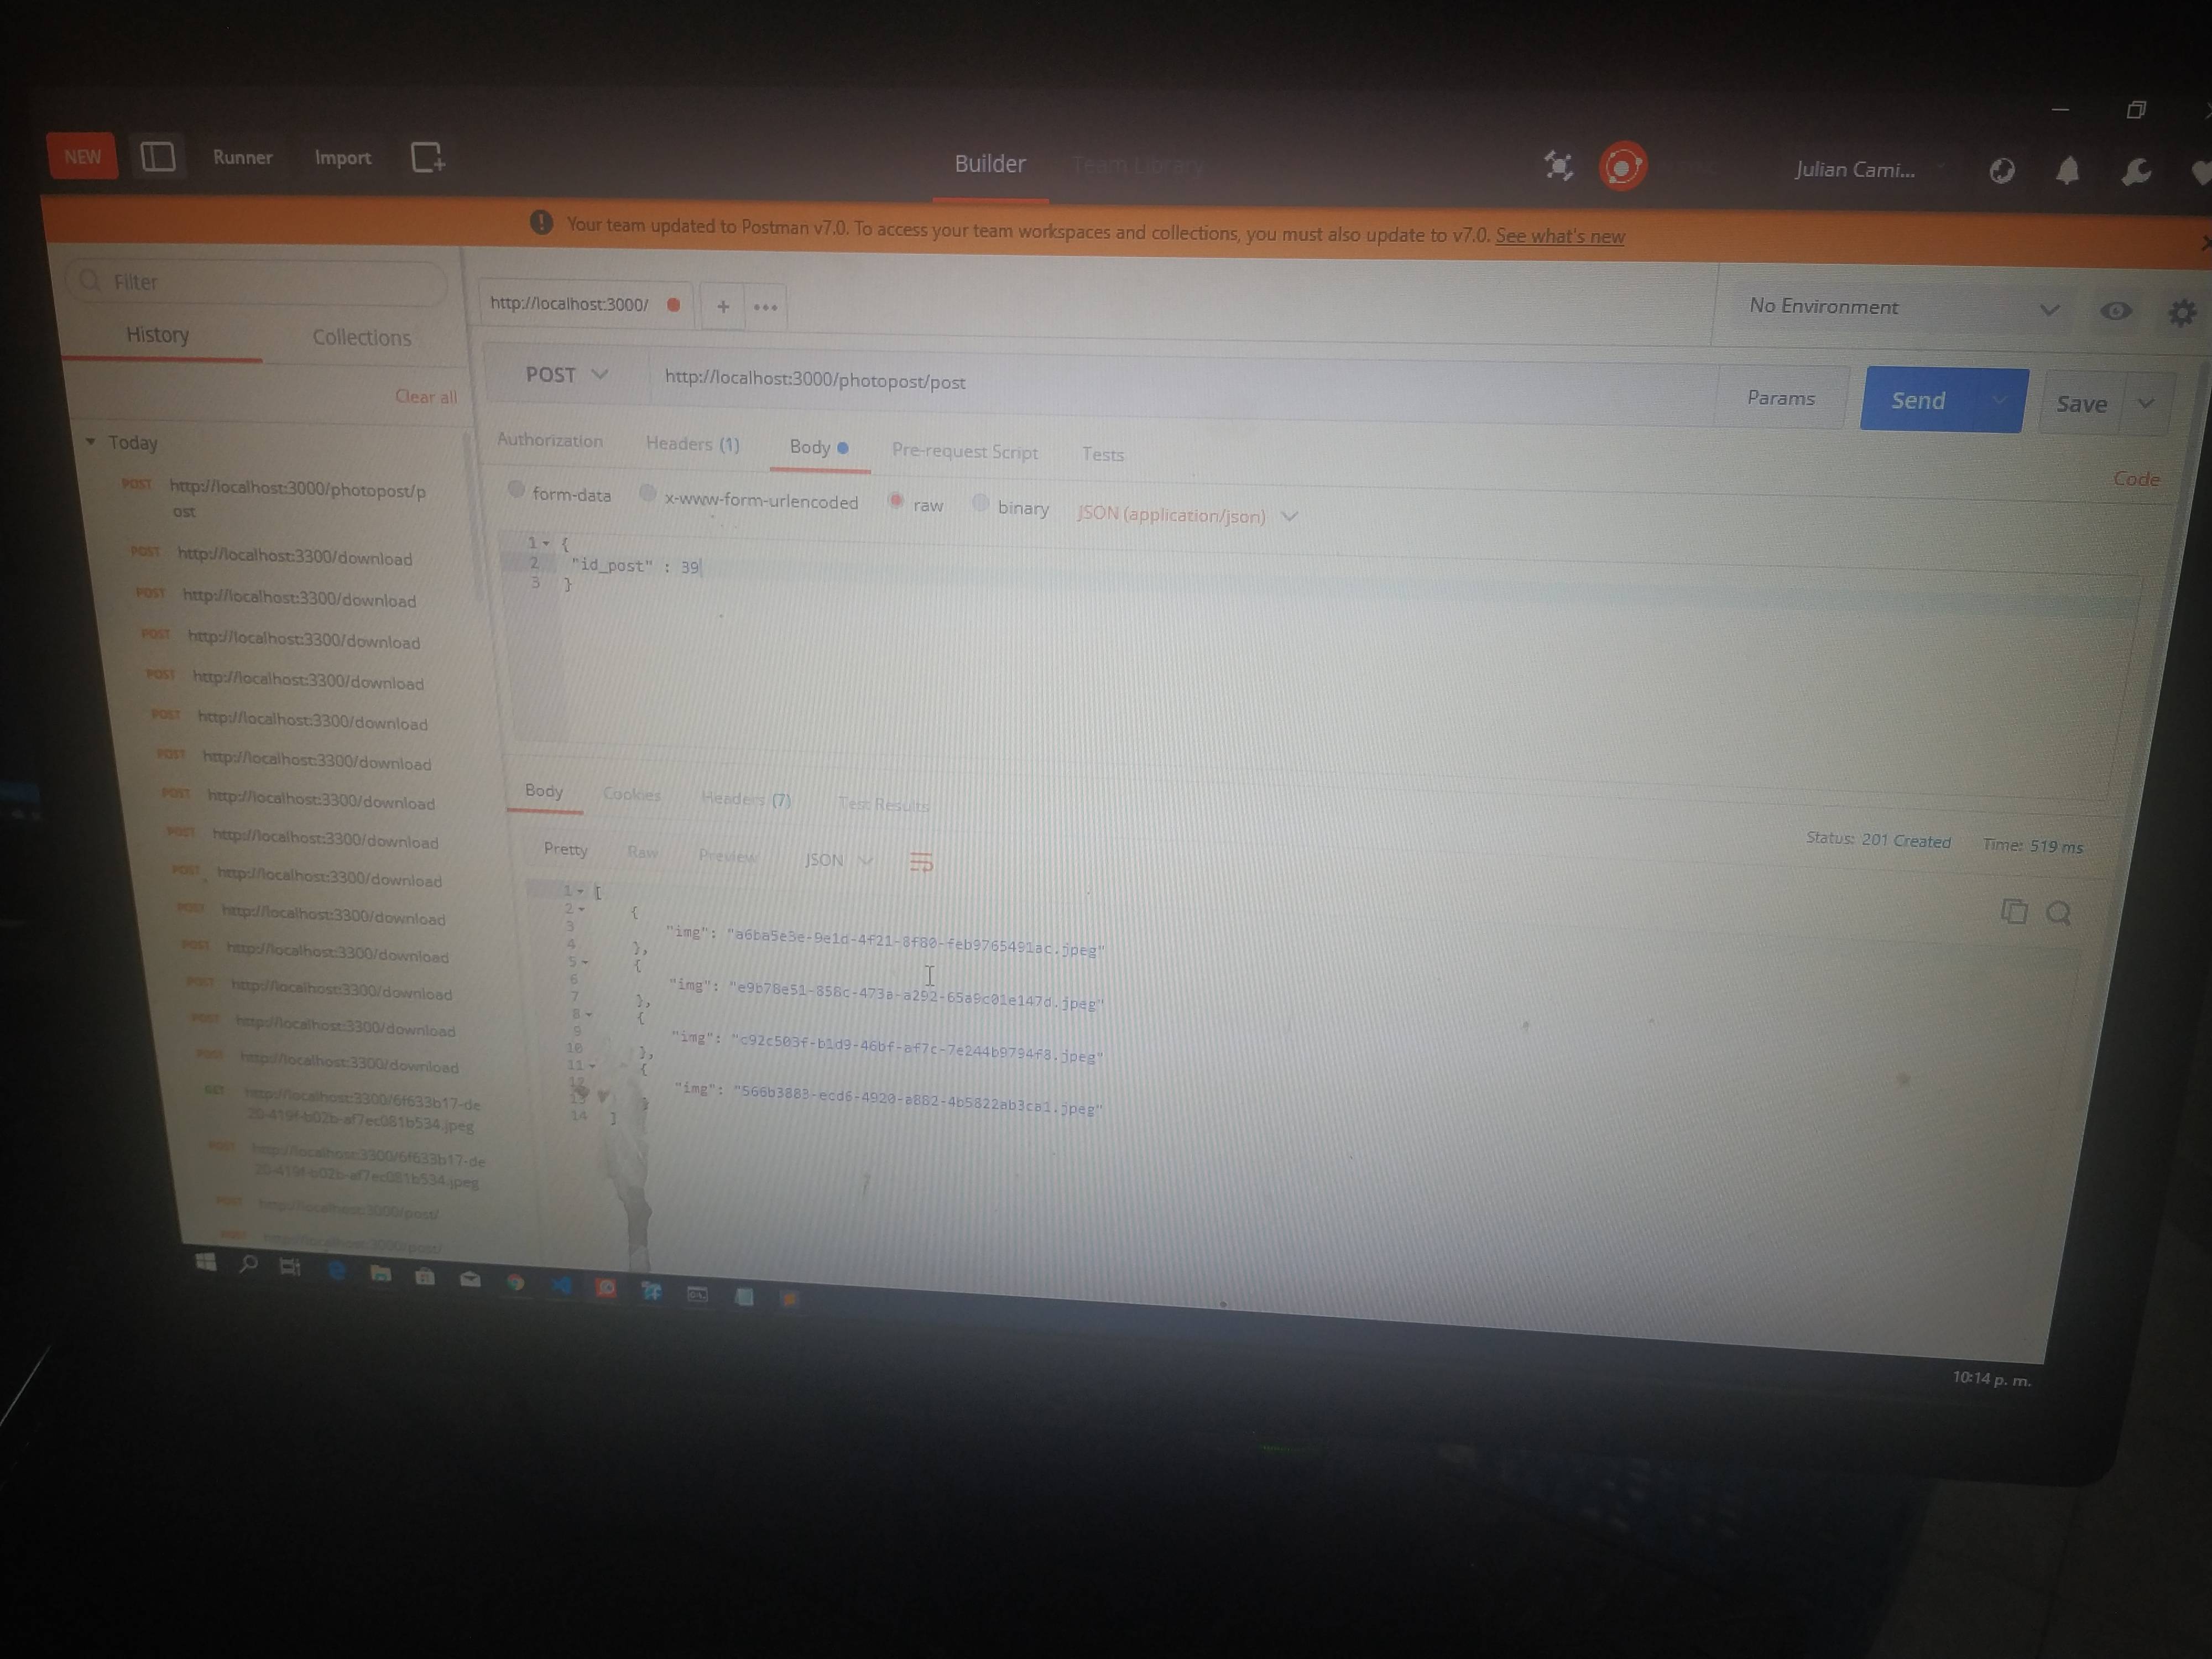 NEW Runner Import Builder Team Library Julian Cami...
Your team updated to Postman v7.0. To access your team workspaces and collections, you must also update to v7.0. See what's new
Filter
History Collections
Clear all
Today
POST http://localhost:3000/photopost/p
ost
POST http://localhost:3300/download
POST http://localhost:3300/download
POST http://localhost:3300/download
POST http://localhost:3300/download
POST http://localhost:3300/download
POST http://localhost:3300/download
POST http://localhost:3300/download
POST http://localhost:3300/download
POST http://localhost:3300/download
POST http://localhost:3300/download
POST http://localhost:3300/download
POST http://localhost:3300/download
POST http://localhost:3300/download
POST http://localhost:3300/download
GET http://localhost:3300/6f633b17-de
20-419f-b02b-af7ec081b534.jpeg
POST http://localhost:3300/6f633b17-de
20-419f-b02b-af7ec081b534.jpeg
POST http://localhost:3000/post/
POST http://localhost:3000/post/
http://localhost:3000/ + ••• No Environment
POST http://localhost:3000/photopost/post Params Send Save
Authorization Headers (1) Body Pre-request Script Tests
Code
form-data x-www-form-urlencoded raw binary JSON (application/json)
1 {
2 "id_post" : 39
3 }
Body Cookies Headers (7) Test Results
Status: 201 Created Time: 519 ms
Pretty Raw Preview JSON
1 [
2 {
3 "img": "a6ba5e3e-9e1d-4f21-8f80-feb9765491ac.jpeg"
4 },
5 {
6 "img": "e9b78e51-858c-473a-a292-65a9c01e147d.jpeg"
7 },
8 {
9 "img": "c92c503f-b1d9-46bf-af7c-7e244b9794f8.jpeg"
10 },
11 {
12 "img": "566b3883-ecd6-4920-a882-4b5822ab3ca1.jpeg"
13 }
14 ]
10:14 p. m.